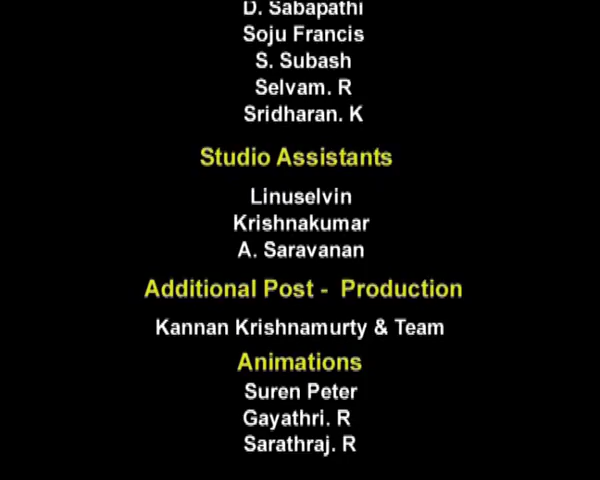 D. Sabapathi
Soju Francis
S. Subash
Selvam. R
Sridharan. K
Studio Assistants
Linuselvin
Krishnakumar
A. Saravanan
Additional Post -  Production
Kannan Krishnamurty & Team
Animations
Suren Peter
Gayathri. R
Sarathraj. R